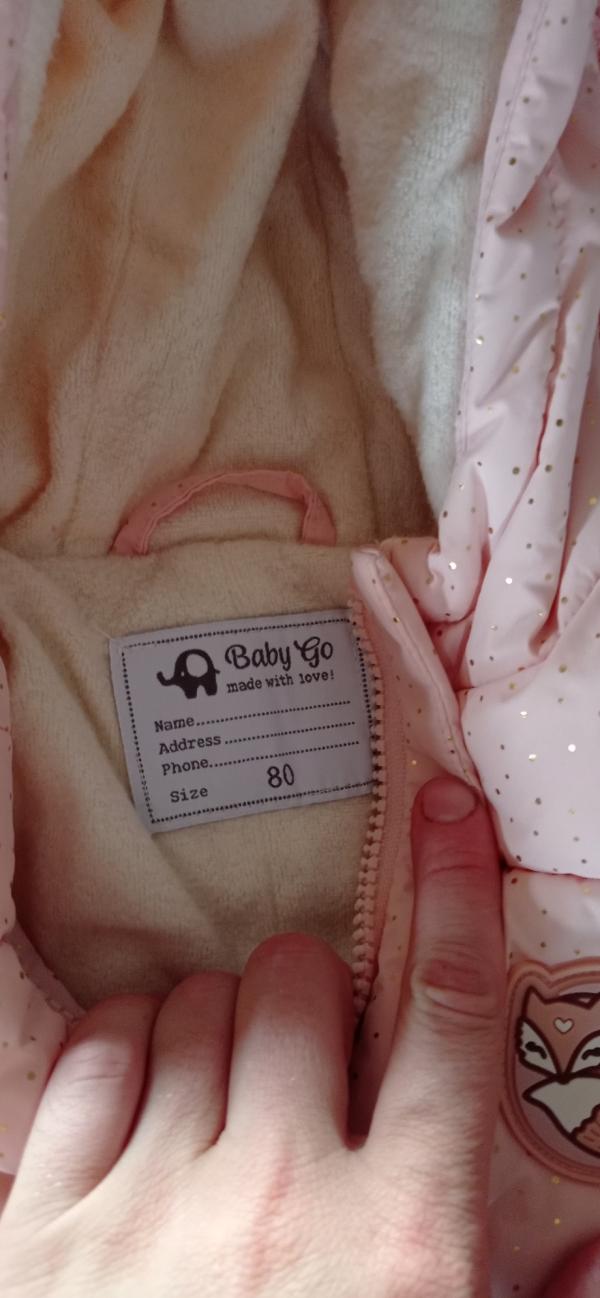 Baby Go
made with love!
Name......................................
Address...................................
Phone.....................................
Size 80